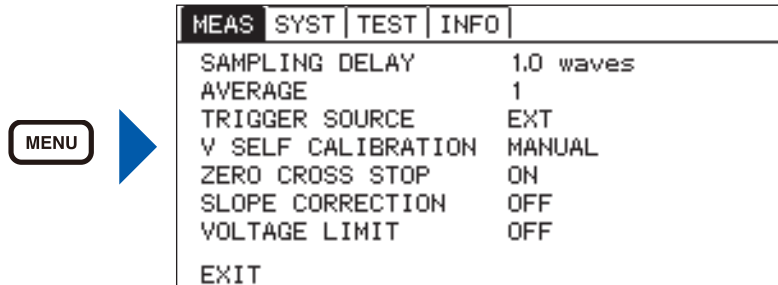 MEAS SYST TEST INFO
MENU
SAMPLING DELAY 1.0 waves
AVERAGE 1
TRIGGER SOURCE EXT
V SELF CALIBRATION MANUAL
ZERO CROSS STOP ON
SLOPE CORRECTION OFF
VOLTAGE LIMIT OFF
EXIT